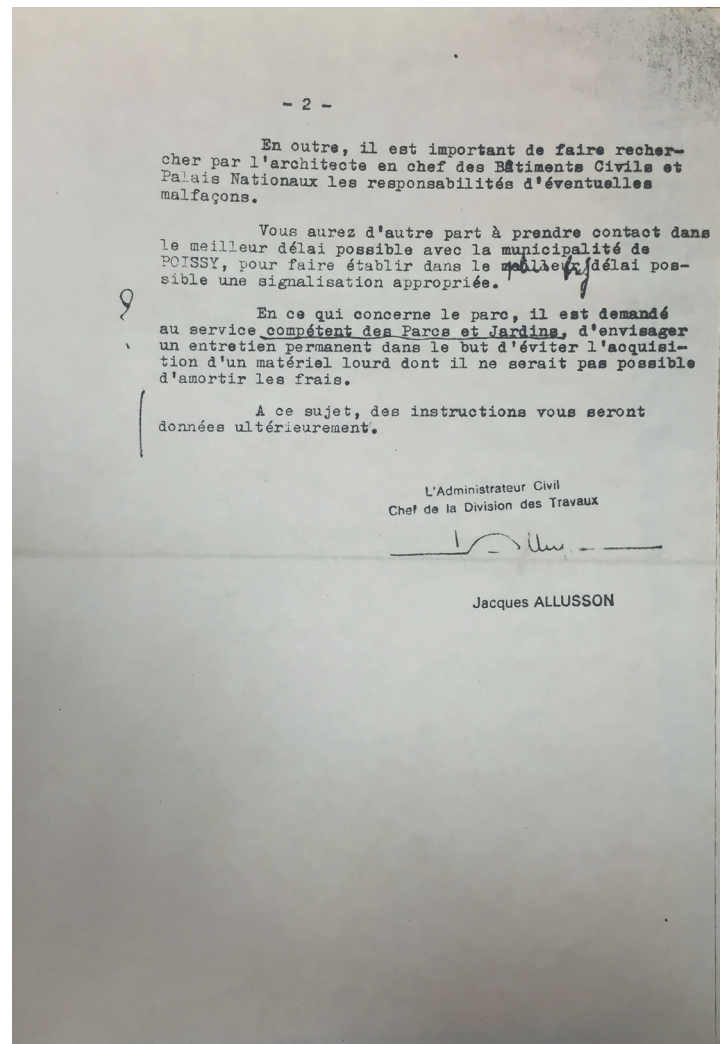 - 2 -
En outre, il est important de faire recher-
cher par l'architecte en chef des Bâtiments Civils et
Palais Nationaux les responsabilités d'éventuelles
malfaçons.
Vous aurez d'autre part à prendre contact dans
le meilleur délai possible avec la municipalité de
POISSY, pour faire établir dans le délai pos-
sible une signalisation appropriée.
En ce qui concerne le parc, il est demandé
au service compétent des Parcs et Jardins, d'envisager
un entretien permanent dans le but d'éviter l'acquisi-
tion d'un matériel lourd dont il ne serait pas possible
d'amortir les frais.
A ce sujet, des instructions vous seront
données ultérieurement.
L'Administrateur Civil
Chef de la Division des Travaux
Jacques ALLUSSON